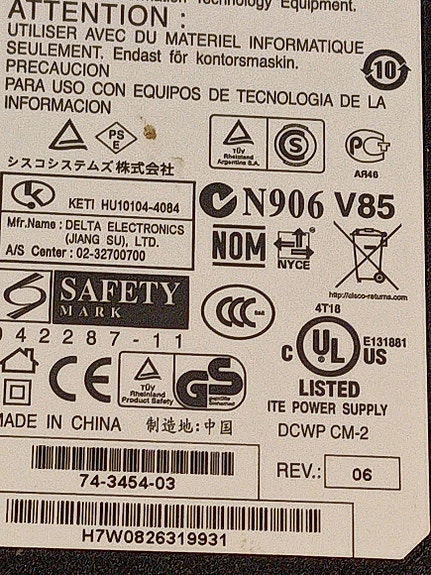 Technology Equipment.
ATTENTION :
UTILISER AVEC DU MATERIEL INFORMATIQUE
SEULEMENT, Endast för kontorsmaskin.
PRECAUCION
PARA USO CON EQUIPOS DE TECNOLOGIA DE LA
INFORMACION
10
PS
E
TÜV
Rheinland
Argentina S.A.
S
PCT
AR46
シスコシステムズ株式会社
KETI HU10104-4084
Mfr.Name : DELTA ELECTRONICS
(JIANG SU), LTD.
A/S Center : 02-32700700
N906 V85
NOM
NYCE
http://cisco-returns.com
S SAFETY
MARK
CCC
S&E
4T18
42287-11
C UL US
E131881
LISTED
ITE POWER SUPPLY
DCWP CM-2
CE
TÜV
Rheinland
Product Safety
GS
MADE IN CHINA 制造地:中国
74-3454-03
REV.: 06
H7W0826319931